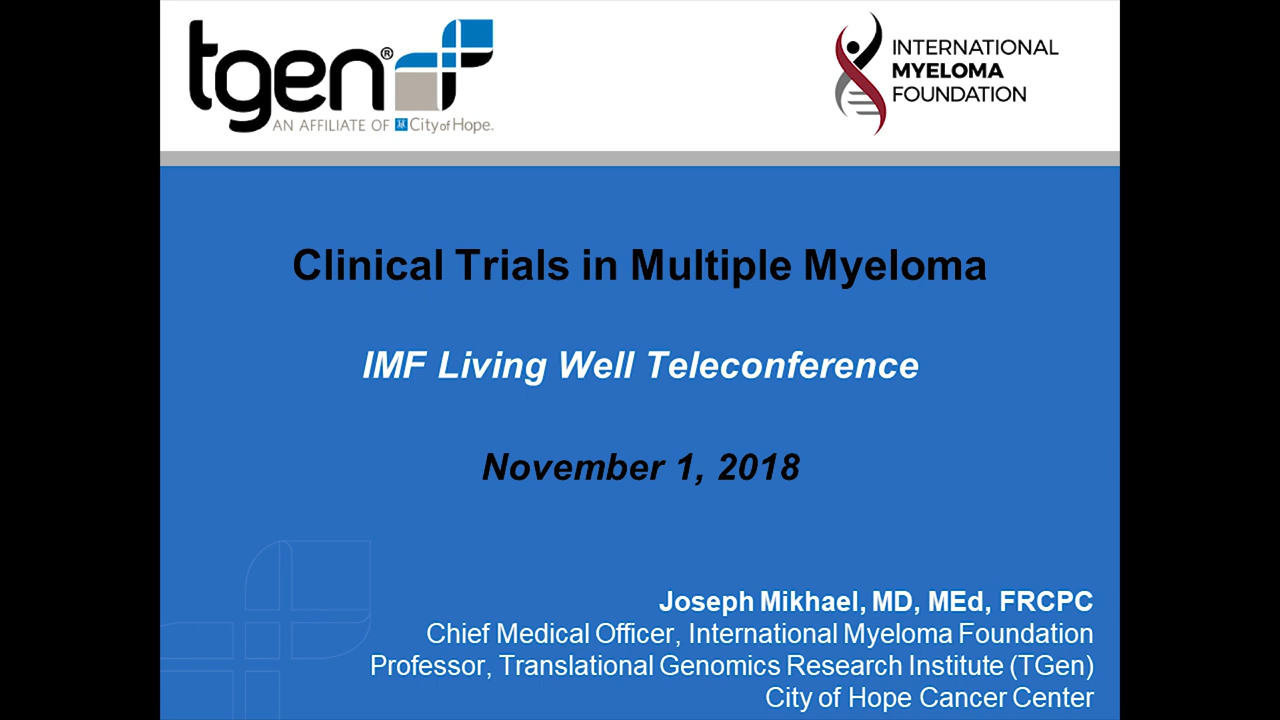 tgen®
AN AFFILIATE OF City of Hope.
INTERNATIONAL
MYELOMA
FOUNDATION
Clinical Trials in Multiple Myeloma
IMF Living Well Teleconference
November 1, 2018
Joseph Mikhael, MD, MEd, FRCPC
Chief Medical Officer, International Myeloma Foundation
Professor, Translational Genomics Research Institute (TGen)
City of Hope Cancer Center